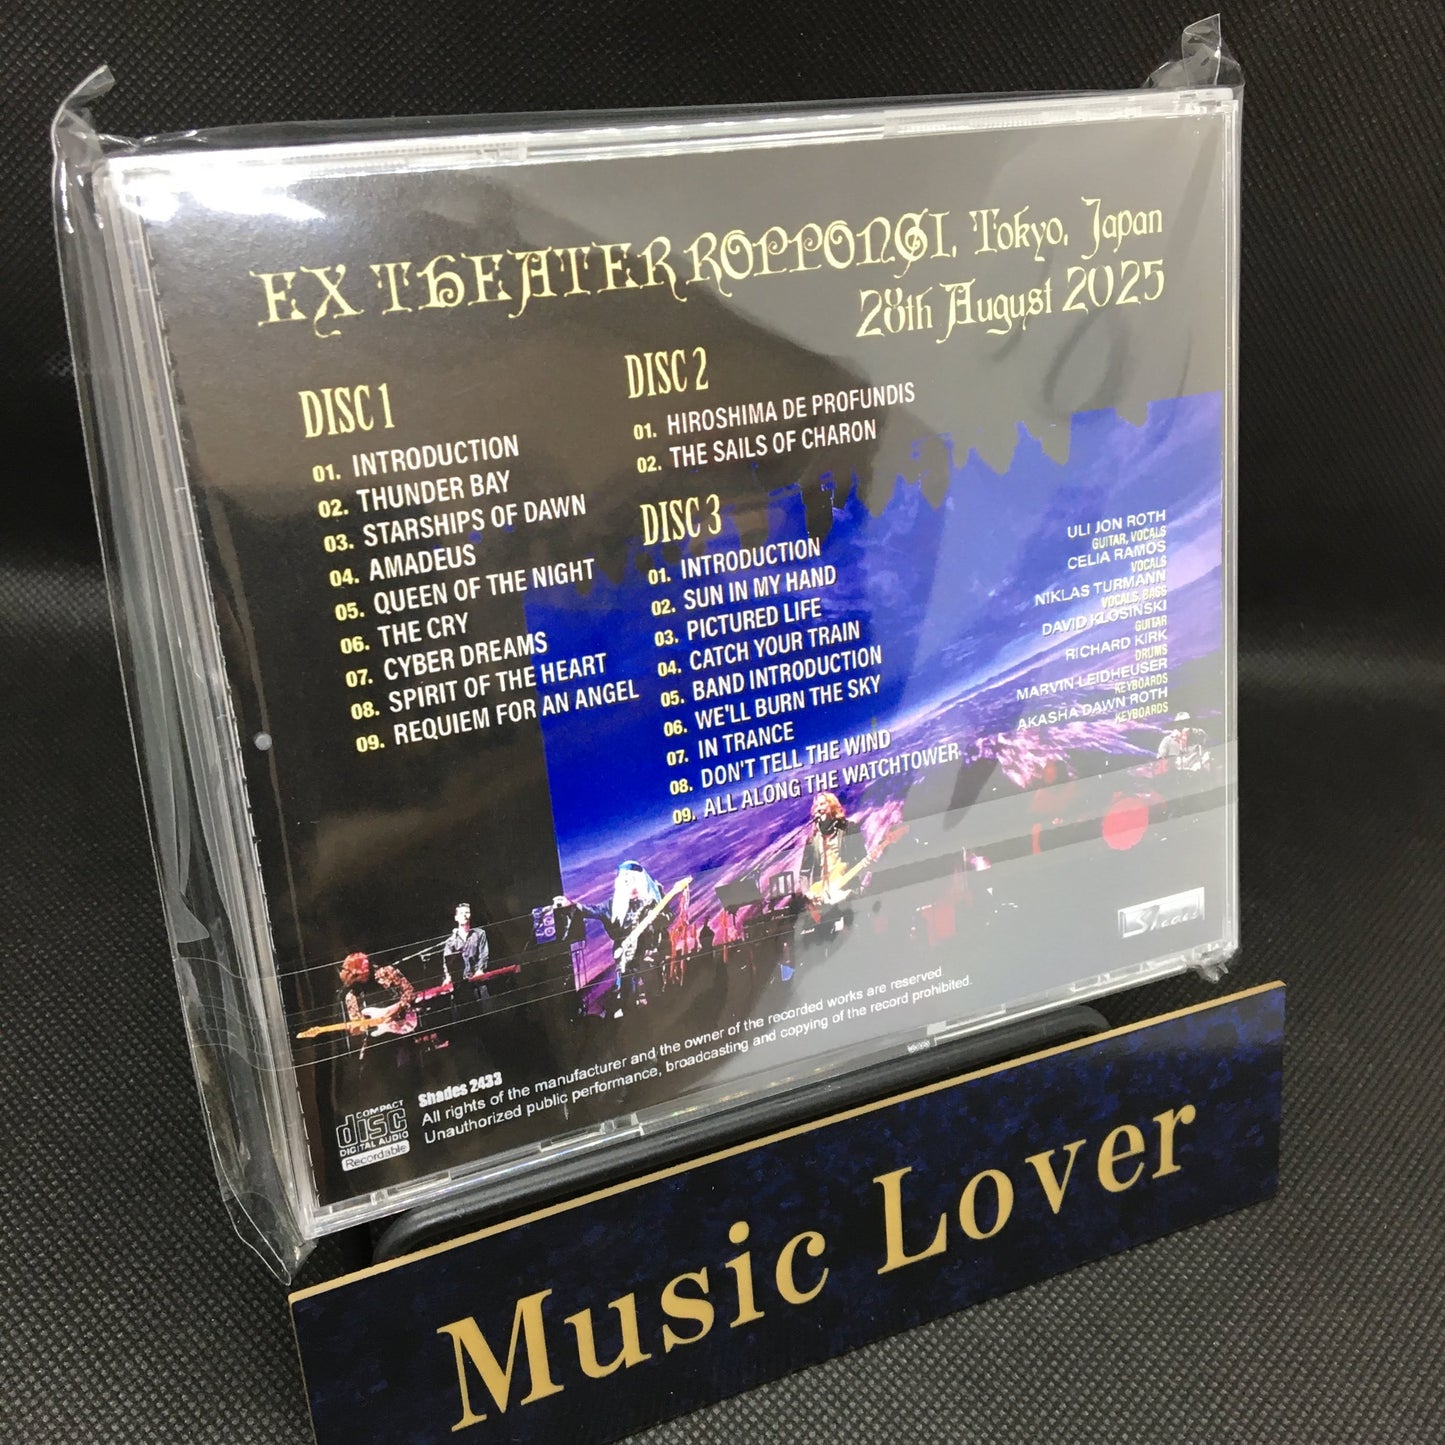 EX THEATER ROPPONGI, Tokyo, Japan
28th August 2025
DISC 1
01. INTRODUCTION
02. THUNDER BAY
03. STARSHIPS OF DAWN
04. AMADEUS
05. QUEEN OF THE NIGHT
06. THE CRY
07. CYBER DREAMS
08. SPIRIT OF THE HEART
09. REQUIEM FOR AN ANGEL
DISC 2
01. HIROSHIMA DE PROFUNDIS
02. THE SAILS OF CHARON
DISC 3
01. INTRODUCTION
02. SUN IN MY HAND
03. PICTURED LIFE
04. CATCH YOUR TRAIN
05. BAND INTRODUCTION
06. WE'LL BURN THE SKY
07. IN TRANCE
08. DON'T TELL THE WIND
09. ALL ALONG THE WATCHTOWER
ULI JON ROTH
GUITAR, VOCALS
CELIA RAMOS
VOCALS
NIKLAS TURMANN
VOCALS, BASS
DAVID KLOSINSKI
GUITAR
RICHARD KIRK
DRUMS
MARVIN LEIDHEUSER
KEYBOARDS
AKASHA DAWN ROTH
KEYBOARDS
Shades
COMPACT
disc
DIGITAL AUDIO
Recordable
Shades 2433
All rights of the manufacturer and the owner of the recorded works are reserved
Unauthorized public performance, broadcasting and copying of the record prohibited.
Music Lover